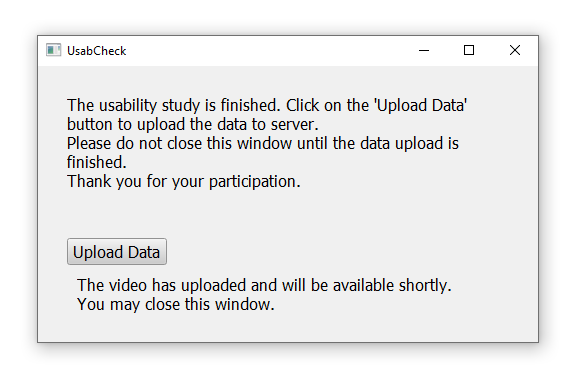 UsabCheck
The usability study is finished. Click on the 'Upload Data'
button to upload the data to server.
Please do not close this window until the data upload is
finished.
Thank you for your participation.
Upload Data
The video has uploaded and will be available shortly.
You may close this window.